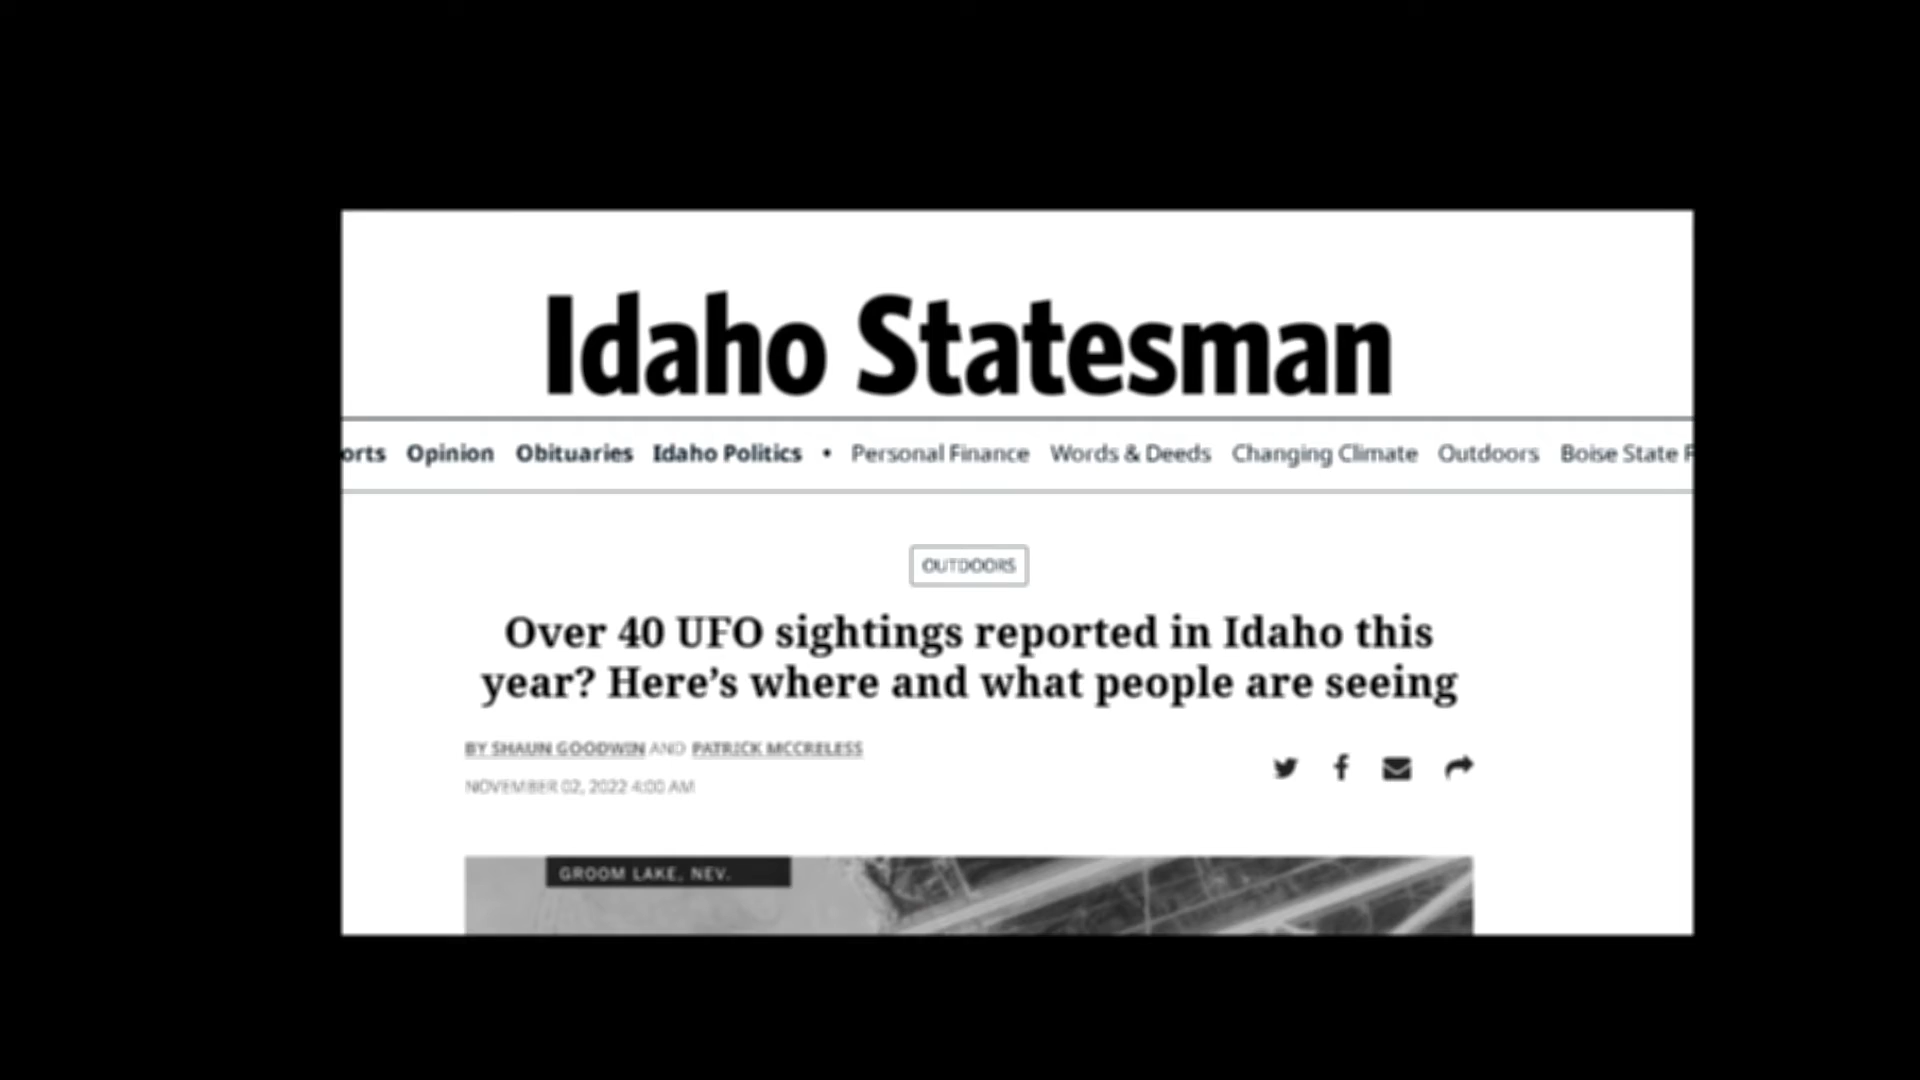 Idaho Statesman
orts Opinion Obituaries Idaho Politics • Personal Finance Words & Deeds Changing Climate Outdoors Boise State F
OUTDOORS
Over 40 UFO sightings reported in Idaho this
year? Here’s where and what people are seeing
BY SHAUN GOODWIN AND PATRICK MCCRELESS
NOVEMBER 02, 2022 4:00 AM
GROOM LAKE, NEV.